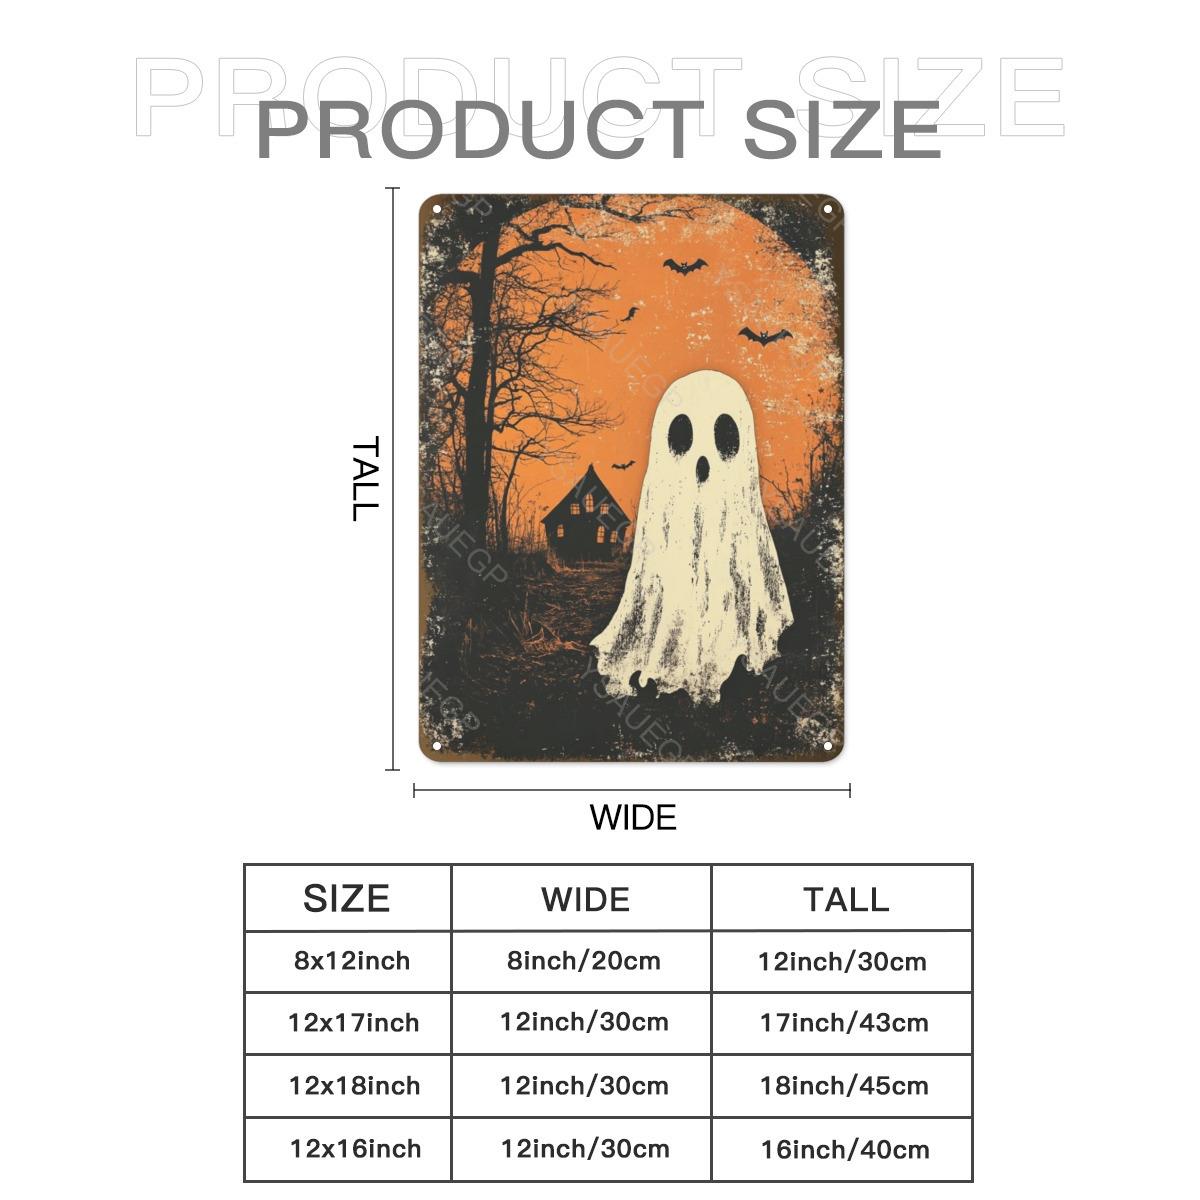 PRODUCT SIZE
PRODUCT SIZE
TALL
WIDE
SIZE WIDE TALL
8x12inch 8inch/20cm 12inch/30cm
12x17inch 12inch/30cm 17inch/43cm
12x18inch 12inch/30cm 18inch/45cm
12x16inch 12inch/30cm 16inch/40cm